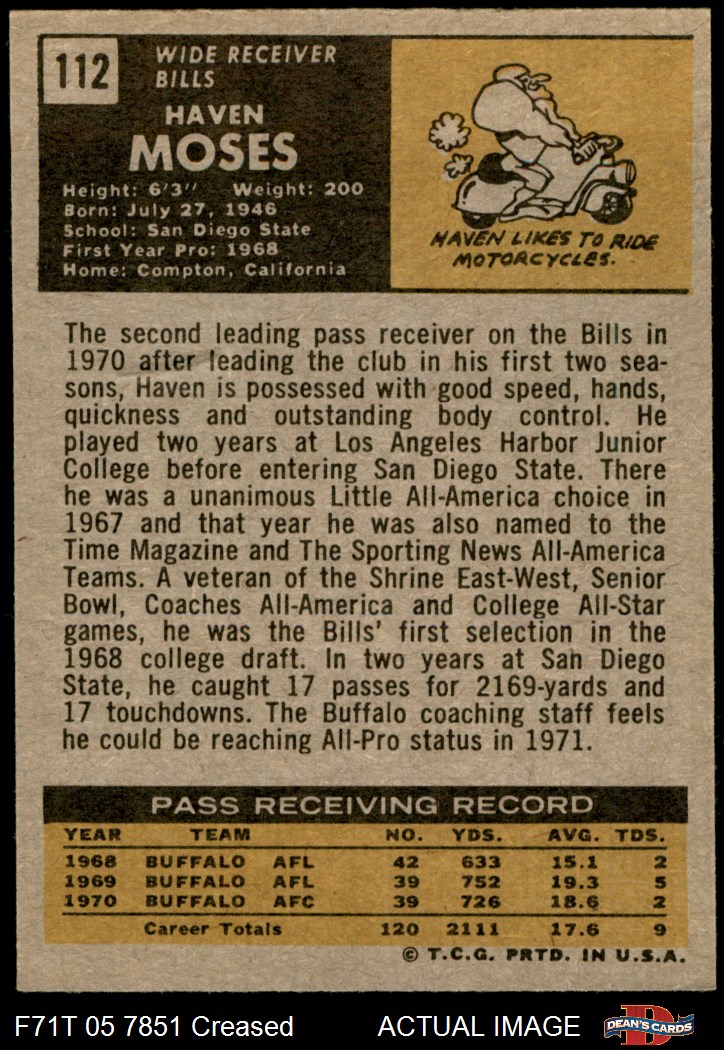 112
WIDE RECEIVER
BILLS
HAVEN
MOSES
Height: 6'3" Weight: 200
Born: July 27, 1946
School: San Diego State
First Year Pro: 1968
Home: Compton, California
HAVEN LIKES TO RIDE
MOTORCYCLES.
The second leading pass receiver on the Bills in
1970 after leading the club in his first two sea-
sons, Haven is possessed with good speed, hands,
quickness and outstanding body control. He
played two years at Los Angeles Harbor Junior
College before entering San Diego State. There
he was a unanimous Little All-America choice in
1967 and that year he was also named to the
Time Magazine and The Sporting News All-America
Teams. A veteran of the Shrine East-West, Senior
Bowl, Coaches All-America and College All-Star
games, he was the Bills' first selection in the
1968 college draft. In two years at San Diego
State, he caught 17 passes for 2169-yards and
17 touchdowns. The Buffalo coaching staff feels
he could be reaching All-Pro status in 1971.
PASS RECEIVING RECORD
YEAR TEAM NO. YDS. AVG. TDS.
1968 BUFFALO AFL 42 633 15.1 2
1969 BUFFALO AFL 39 752 19.3 5
1970 BUFFALO AFC 39 726 18.6 2
Career Totals 120 2111 17.6 9
© T.C.G. PRTD. IN U.S.A.
F71T 05 7851 Creased ACTUAL IMAGE
D
DEAN'S CARDS